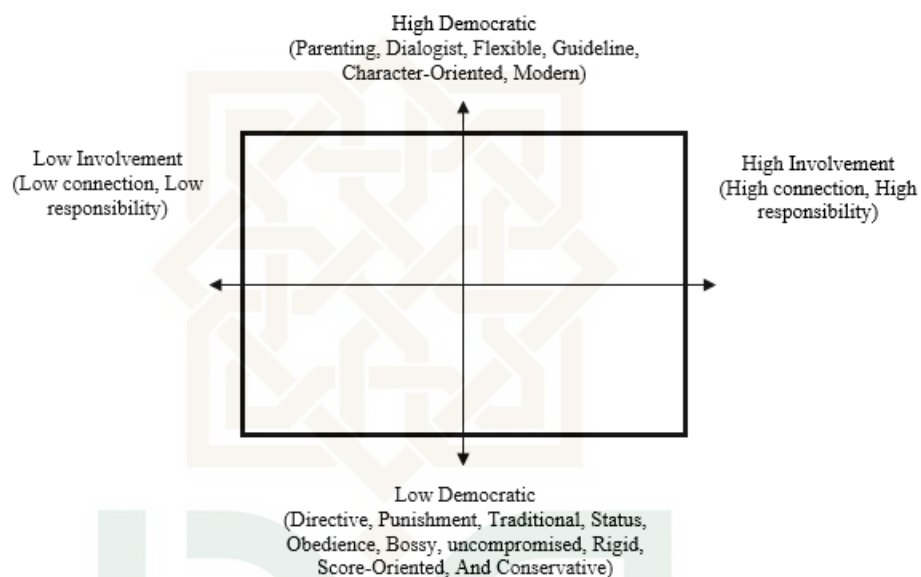 High Democratic
(Parenting, Dialogist, Flexible, Guideline,
Character-Oriented, Modern)
Low Involvement
(Low connection, Low
responsibility)
High Involvement
(High connection, High
responsibility)
Low Democratic
(Directive, Punishment, Traditional, Status,
Obedience, Bossy, uncompromised, Rigid,
Score-Oriented, And Conservative)